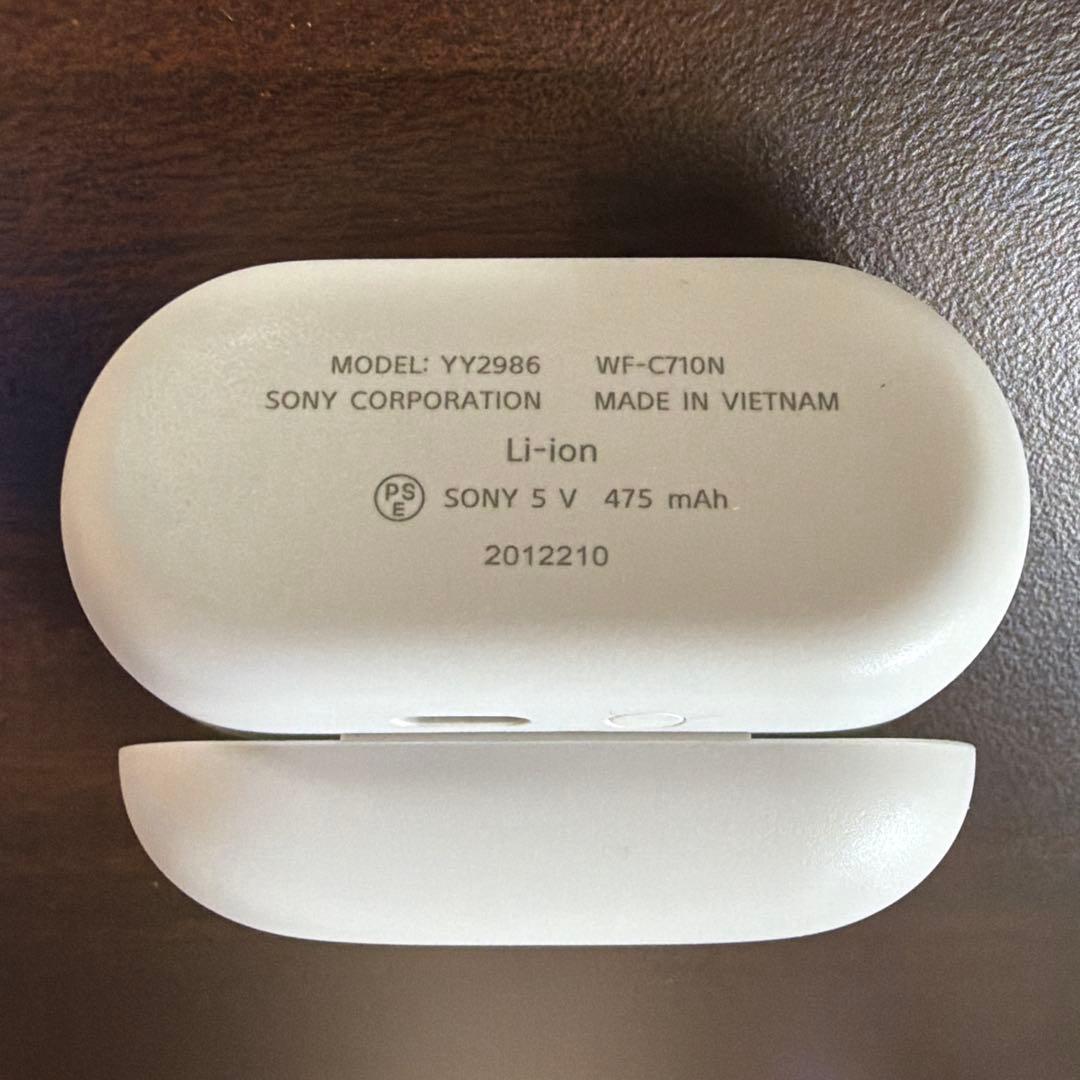 MODEL: YY2986 WF-C710N
SONY CORPORATION MADE IN VIETNAM
Li-ion
PSE SONY 5 V 475 mAh
2012210